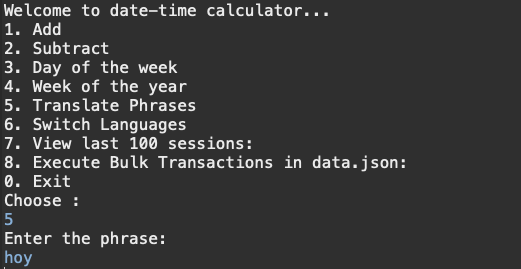 Welcome to date-time calculator...
1. Add
2. Subtract
3. Day of the week
4. Week of the year
5. Translate Phrases
6. Switch Languages
7. View last 100 sessions:
8. Execute Bulk Transactions in data.json:
0. Exit
Choose :
5
Enter the phrase:
hoy